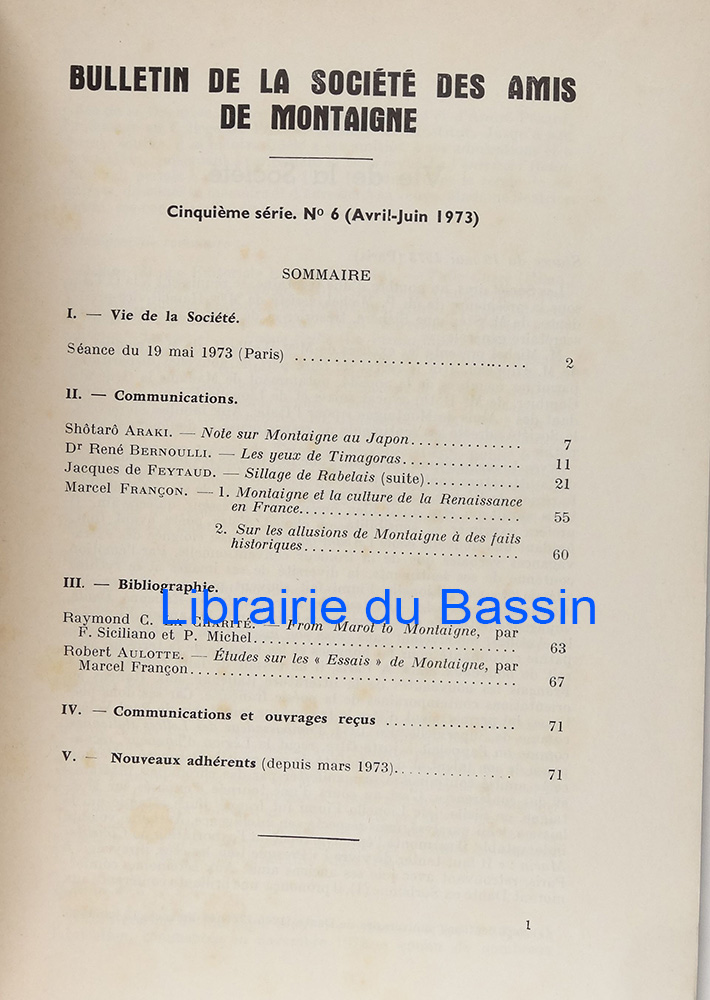 BULLETIN DE LA SOCIÉTÉ DES AMIS
DE MONTAIGNE
Cinquième série. Nº 6 (Avril-Juin 1973)
SOMMAIRE
I. — Vie de la Société.
Séance du 19 mai 1973 (Paris) .............................. 2
II. — Communications.
Shôtarô ARAKI. — Note sur Montaigne au Japon.............. 7
Dr René BERNOULLI. — Les yeux de Timagoras............... 11
Jacques de FEYTAUD. — Sillage de Rabelais (suite)............ 21
Marcel FRANÇON. — 1. Montaigne et la culture de la Renaissance
en France............................ 55
2. Sur les allusions de Montaigne à des faits
historiques........................... 60
III. — Bibliographie.
Librairie du Bassin
Raymond C. LA CHARITÉ. — From Marot to Montaigne, par
F. Siciliano et P. Michel.................................. 63
Robert AULOTTE. — Études sur les « Essais » de Montaigne, par
Marcel Françon.......................................... 67
IV. — Communications et ouvrages reçus ................. 71
V. — Nouveaux adhérents (depuis mars 1973)............... 71
1